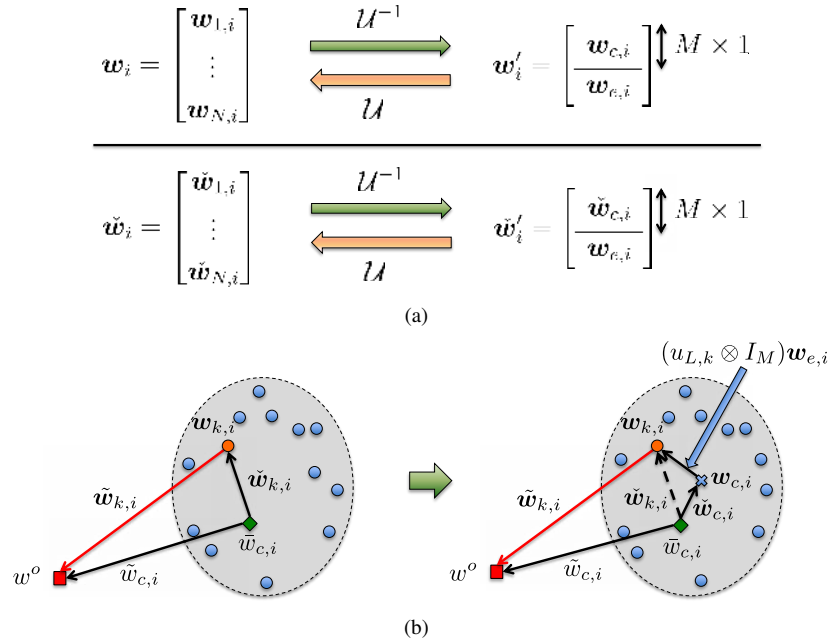 𝒘_i = [𝒘_{1,i} ⋮ 𝒘_{N,i}] 𝒰^{-1} 𝒰 𝒘'_i = [𝒘_{c,i} / 𝒘_{e,i}] M × 1
𝒘̌_i = [𝒘̌_{1,i} ⋮ 𝒘̌_{N,i}] 𝒰^{-1} 𝒰 𝒘̌'_i = [𝒘̌_{c,i} / 𝒘_{e,i}] M × 1
(a)
𝒘_{k,i}
𝒘̃_{k,i}
𝒘̌_{k,i}
w̄_{c,i}
w̃_{c,i}
w^o
(u_{L,k} ⊗ I_M)𝒘_{e,i}
𝒘_{k,i}
𝒘_{c,i}
𝒘̃_{k,i}
𝒘̌_{k,i}
𝒘̌_{c,i}
w̄_{c,i}
w̃_{c,i}
w^o
(b)